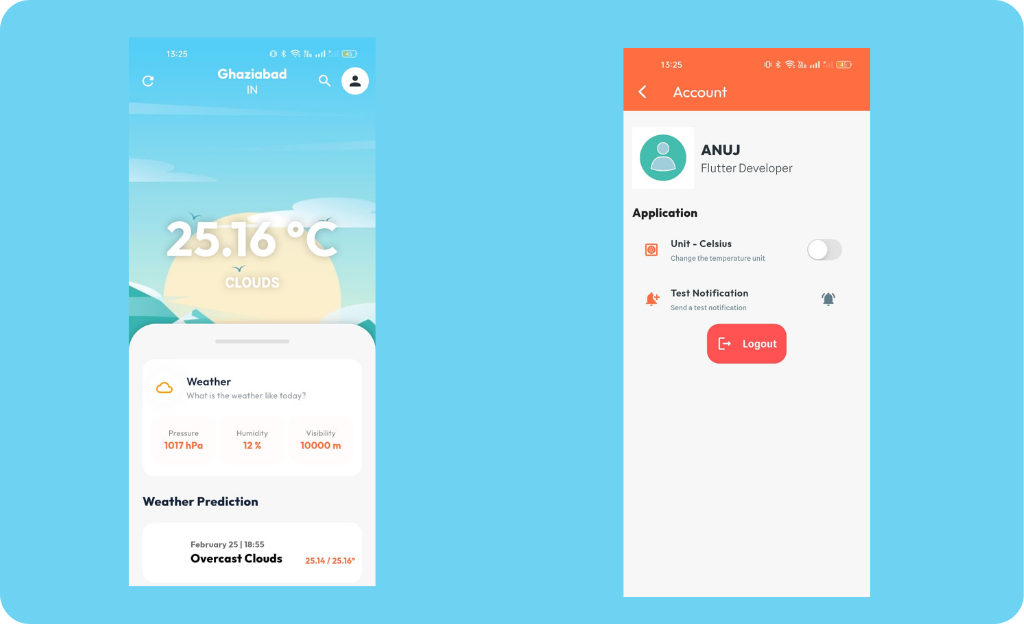 13:25
Ghaziabad
IN
25.16 °C
CLOUDS
Weather
What is the weather like today?
Pressure Humidity Visibility
1017 hPa 12 % 10000 m
Weather Prediction
February 25 | 18:55
Overcast Clouds
25.14 / 25.16°
13:25
Account
ANUJ
Flutter Developer
Application
Unit - Celsius
Change the temperature unit
Test Notification
Send a test notification
Logout